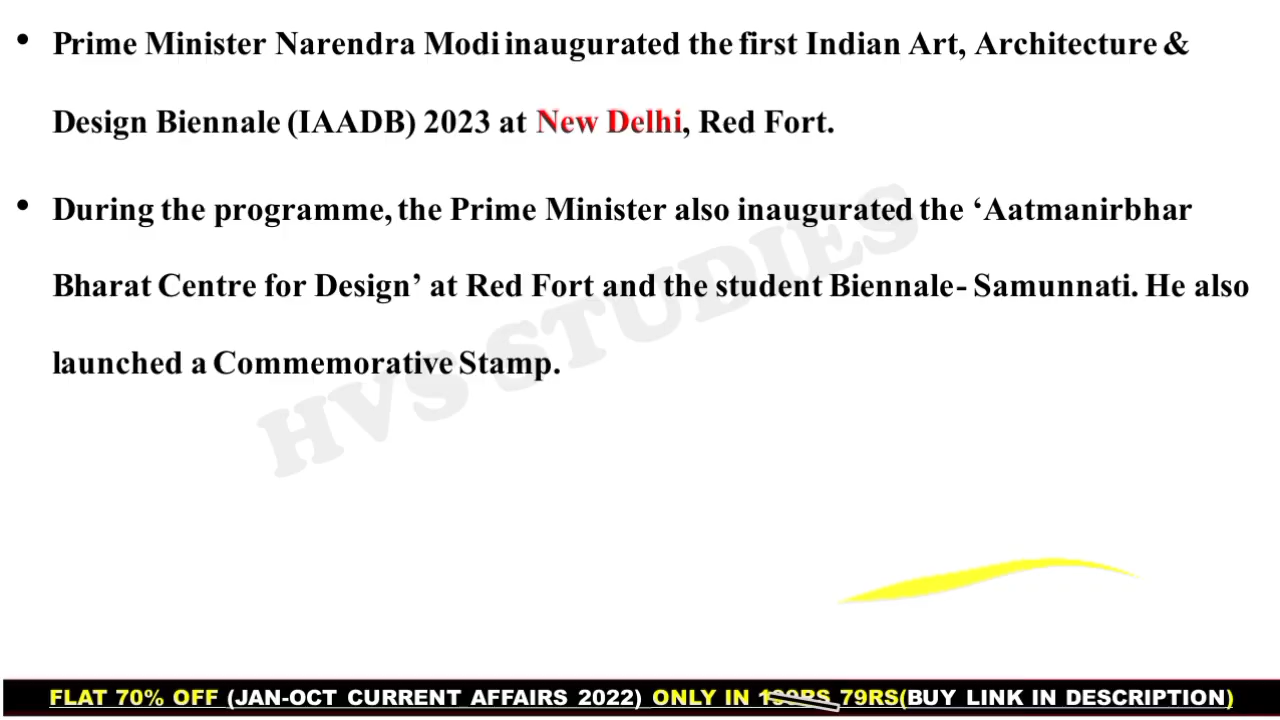 • Prime Minister Narendra Modi inaugurated the first Indian Art, Architecture &
Design Biennale (IAADB) 2023 at New Delhi, Red Fort.
• During the programme, the Prime Minister also inaugurated the ‘Aatmanirbhar
Bharat Centre for Design’ at Red Fort and the student Biennale- Samunnati. He also
launched a Commemorative Stamp.
HVS STUDIES
FLAT 70% OFF (JAN-OCT CURRENT AFFAIRS 2022) ONLY IN 79RS(BUY LINK IN DESCRIPTION)